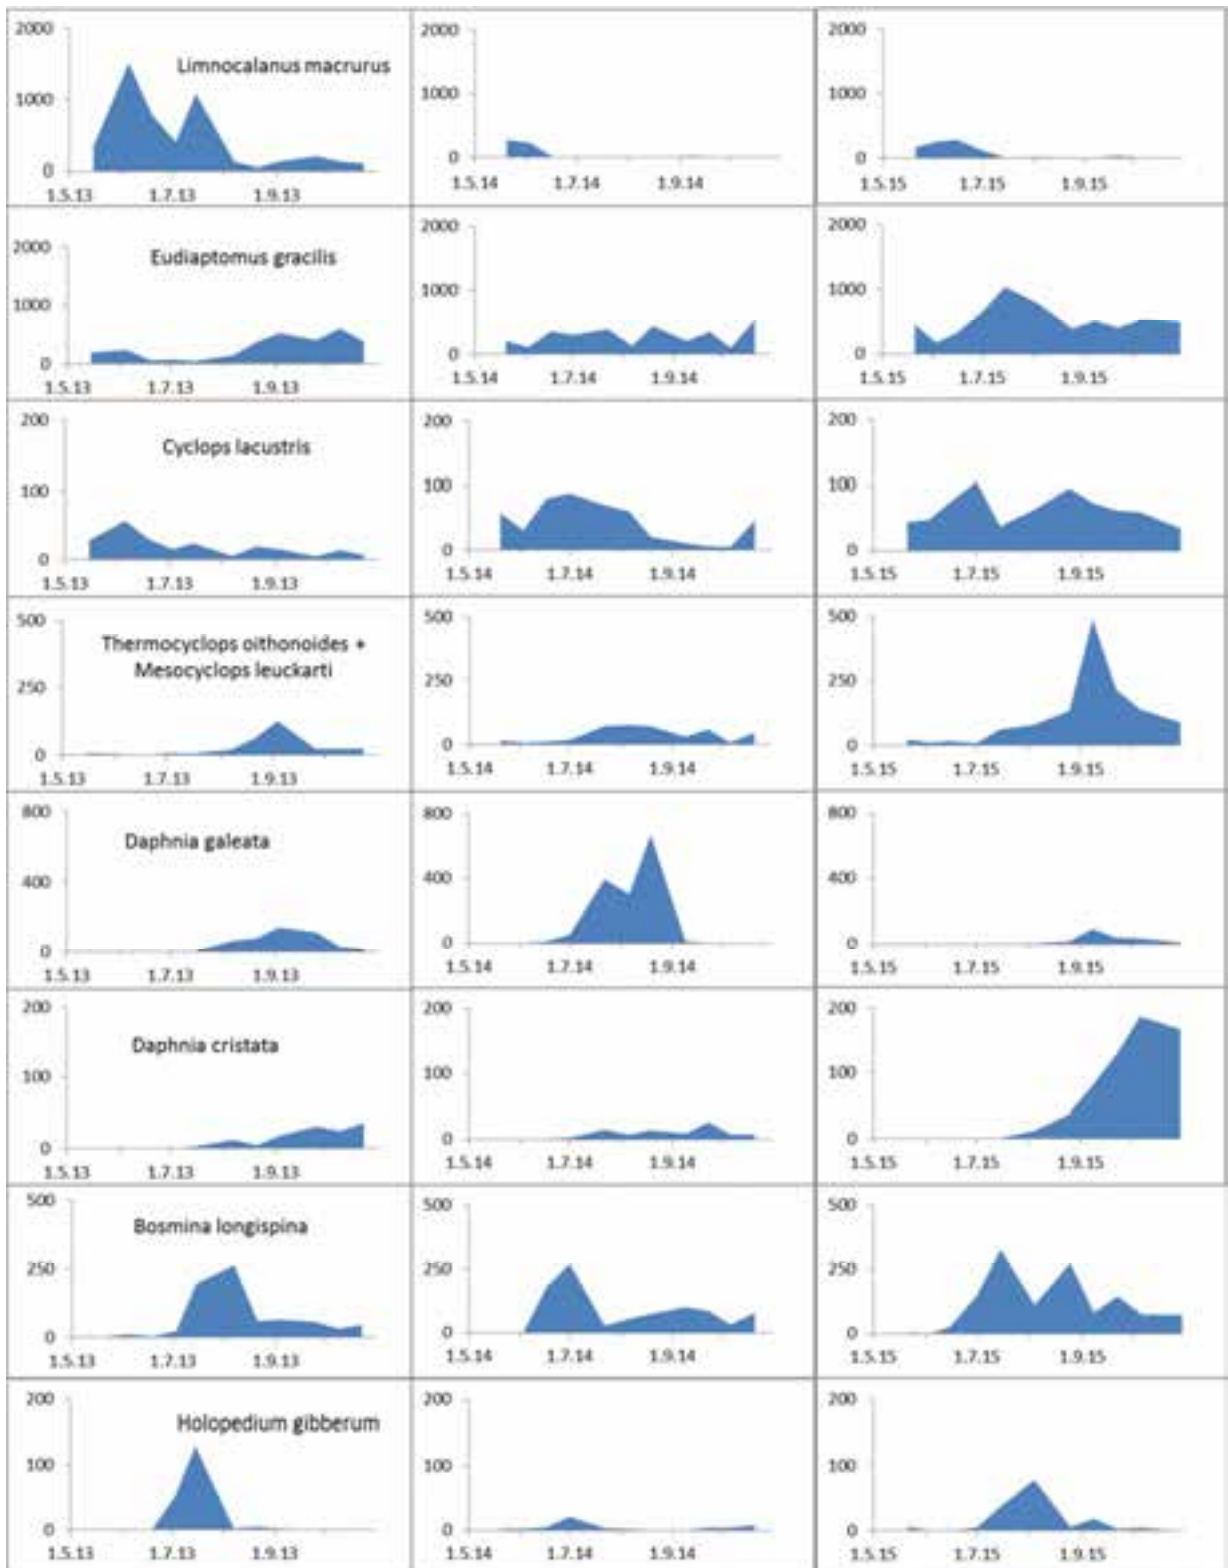 2000
1000
0
1.5.13 1.7.13 1.9.13
Limnocalanus macrurus
2000
1000
0
1.5.14 1.7.14 1.9.14
2000
1000
0
1.5.15 1.7.15 1.9.15
2000
1000
0
1.5.13 1.7.13 1.9.13
Eudiaptomus gracilis
2000
1000
0
1.5.14 1.7.14 1.9.14
2000
1000
0
1.5.15 1.7.15 1.9.15
200
100
0
1.5.13 1.7.13 1.9.13
Cyclops lacustris
200
100
0
1.5.14 1.7.14 1.9.14
200
100
0
1.5.15 1.7.15 1.9.15
500
250
0
1.5.13 1.7.13 1.9.13
Thermocyclops oithonoides +
Mesocyclops leuckarti
500
250
0
1.5.14 1.7.14 1.9.14
500
250
0
1.5.15 1.7.15 1.9.15
800
400
0
1.5.13 1.7.13 1.9.13
Daphnia galeata
800
400
0
1.5.14 1.7.14 1.9.14
800
400
0
1.5.15 1.7.15 1.9.15
200
100
0
1.5.13 1.7.13 1.9.13
Daphnia cristata
200
100
0
1.5.14 1.7.14 1.9.14
200
100
0
1.5.15 1.7.15 1.9.15
500
250
0
1.5.13 1.7.13 1.9.13
Bosmina longispina
500
250
0
1.5.14 1.7.14 1.9.14
500
250
0
1.5.15 1.7.15 1.9.15
200
100
0
1.5.13 1.7.13 1.9.13
Holopedium gibberum
200
100
0
1.5.14 1.7.14 1.9.14
200
100
0
1.5.15 1.7.15 1.9.15